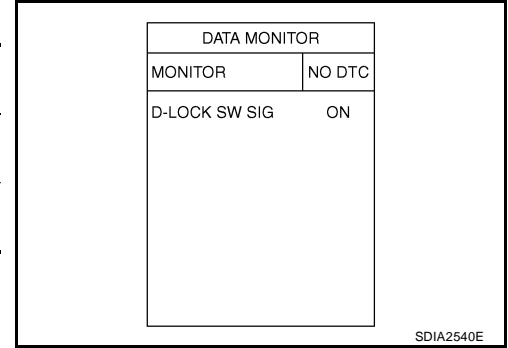 DATA MONITOR
MONITOR NO DTC
D-LOCK SW SIG ON
SDIA2540E